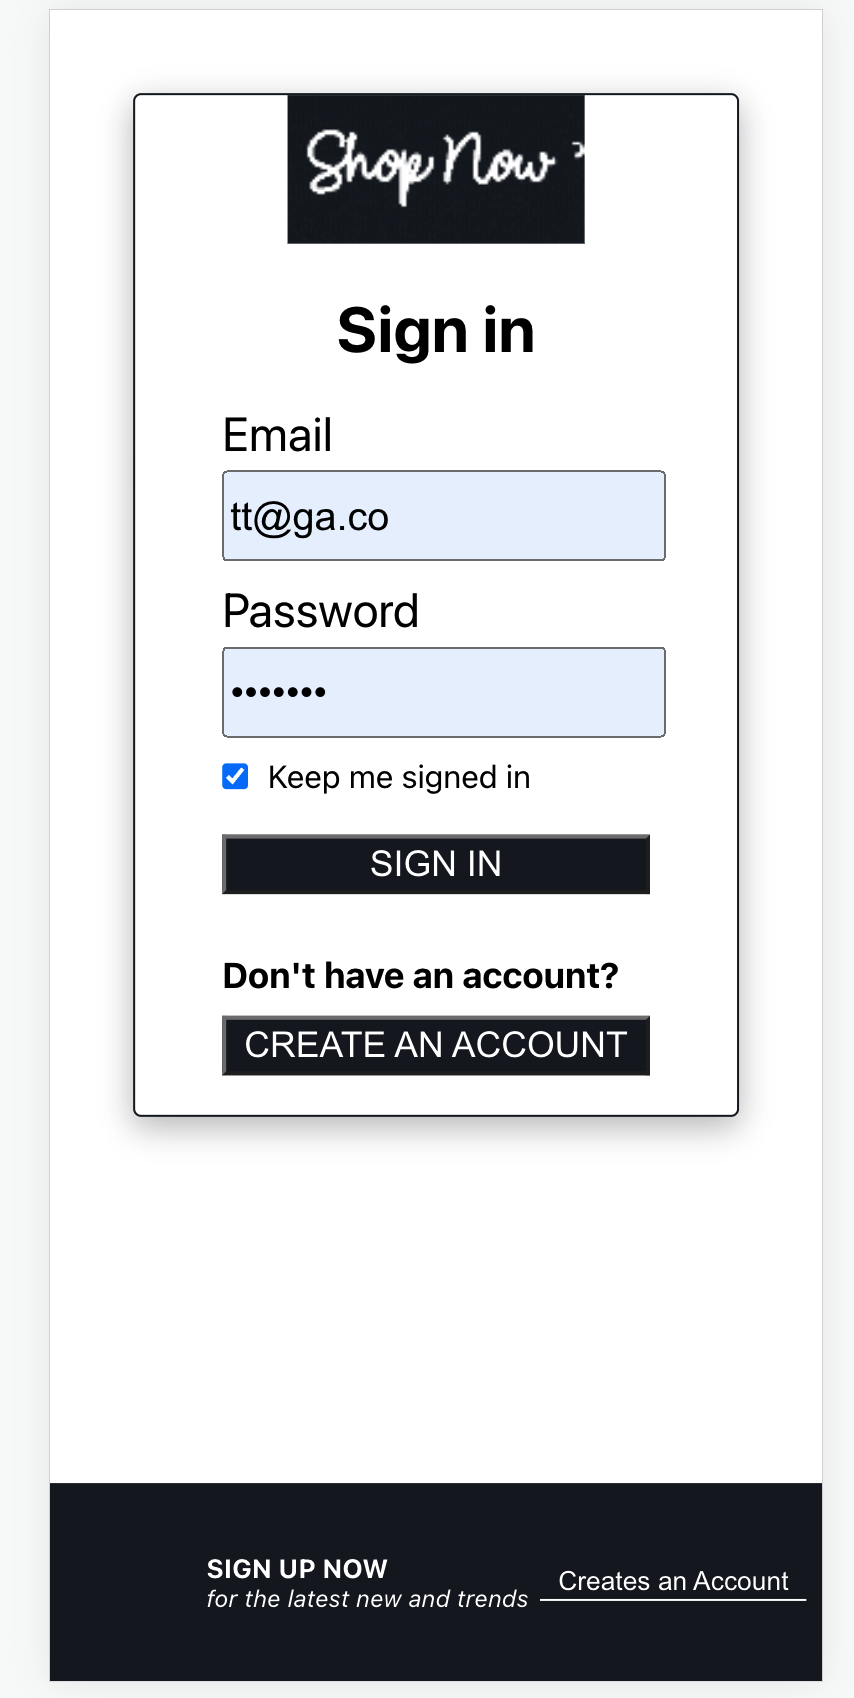 Shop Now
Sign in
Email
tt@ga.co
Password
•••••••
Keep me signed in
SIGN IN
Don't have an account?
CREATE AN ACCOUNT
SIGN UP NOW
for the latest new and trends
Creates an Account